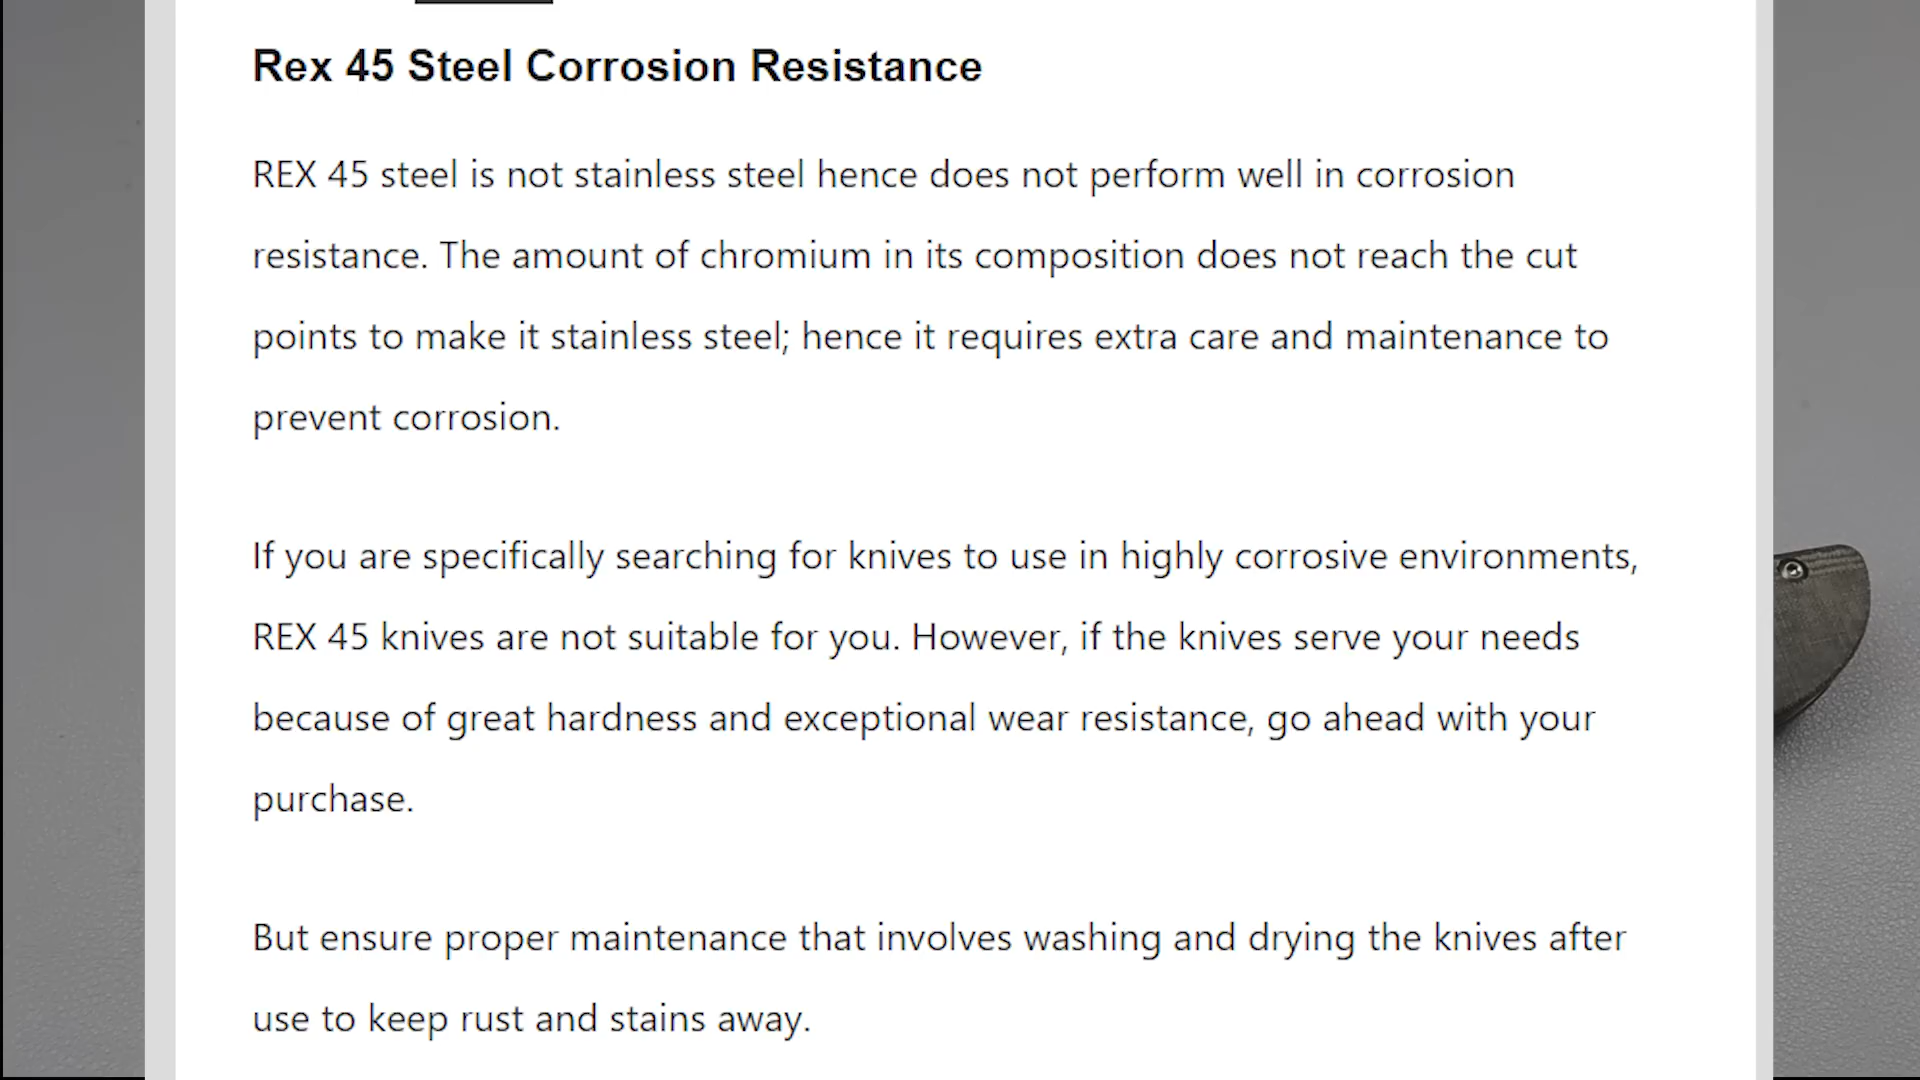 Rex 45 Steel Corrosion Resistance
REX 45 steel is not stainless steel hence does not perform well in corrosion
resistance. The amount of chromium in its composition does not reach the cut
points to make it stainless steel; hence it requires extra care and maintenance to
prevent corrosion.
If you are specifically searching for knives to use in highly corrosive environments,
REX 45 knives are not suitable for you. However, if the knives serve your needs
because of great hardness and exceptional wear resistance, go ahead with your
purchase.
But ensure proper maintenance that involves washing and drying the knives after
use to keep rust and stains away.